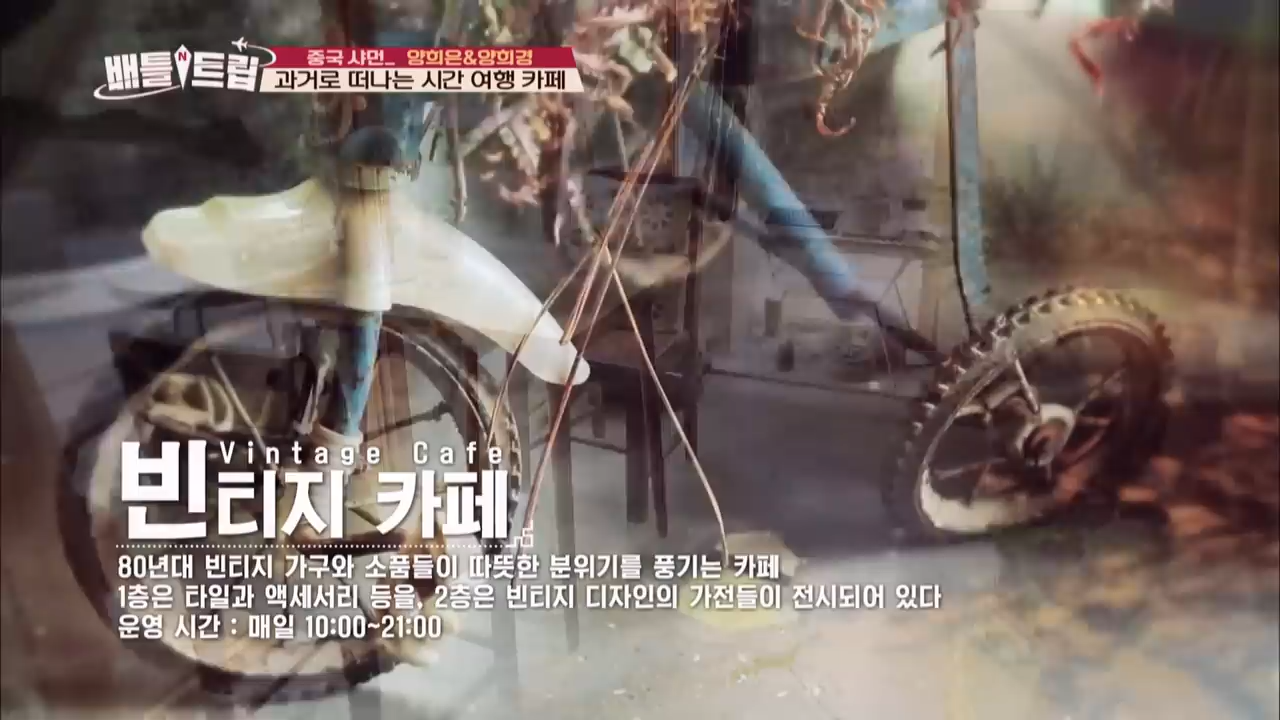 배틀트립
중국 샤먼_ 양희은&양희경
과거로 떠나는 시간 여행 카페
Vintage Cafe
빈티지 카페
80년대 빈티지 가구와 소품들이 따뜻한 분위기를 풍기는 카페
1층은 타일과 액세서리 등을, 2층은 빈티지 디자인의 가전들이 전시되어 있다
운영 시간 : 매일 10:00~21:00